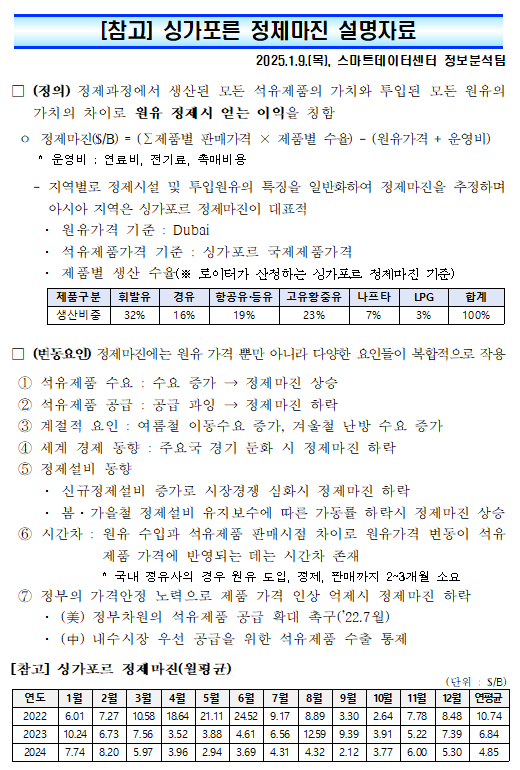 [참고] 싱가포른 정제마진 설명자료
2025.1.9.(목), 스마트데이터센터 정보분석팀
□ (정의) 정제과정에서 생산된 모든 석유제품의 가치와 투입된 모든 원유의
가치의 차이로 원유 정제시 얻는 이익을 칭함
ㅇ 정제마진($/B) = (∑제품별 판매가격 × 제품별 수율) - (원유가격 + 운영비)
* 운영비 : 연료비, 전기료, 촉매비용
- 지역별로 정제시설 및 투입원유의 특징을 일반화하여 정제마진을 추정하며
아시아 지역은 싱가포르 정제마진이 대표적
· 원유가격 기준 : Dubai
· 석유제품가격 기준 : 싱가포르 국제제품가격
· 제품별 생산 수율(※ 로이터가 산정하는 싱가포르 정제마진 기준)
제품구분 휘발유 경유 항공유·등유 고유황중유 나프타 LPG 합계
생산비중 32% 16% 19% 23% 7% 3% 100%
□ (변동요인) 정제마진에는 원유 가격 뿐만 아니라 다양한 요인들이 복합적으로 작용
① 석유제품 수요 : 수요 증가 → 정제마진 상승
② 석유제품 공급 : 공급 과잉 → 정제마진 하락
③ 계절적 요인 : 여름철 이동수요 증가, 겨울철 난방 수요 증가
④ 세계 경제 동향 : 주요국 경기 둔화 시 정제마진 하락
⑤ 정제설비 동향
· 신규정제설비 증가로 시장경쟁 심화시 정제마진 하락
· 봄·가을철 정제설비 유지보수에 따른 가동률 하락시 정제마진 상승
⑥ 시간차 : 원유 수입과 석유제품 판매시점 차이로 원유가격 변동이 석유
제품 가격에 반영되는 데는 시간차 존재
* 국내 정유사의 경우 원유 도입, 정제, 판매까지 2~3개월 소요
⑦ 정부의 가격안정 노력으로 제품 가격 인상 억제시 정제마진 하락
· (美) 정부차원의 석유제품 공급 확대 촉구('22.7월)
· (中) 내수시장 우선 공급을 위한 석유제품 수출 통제
[참고] 싱가포르 정제마진(월평균)
(단위 : $/B)
연도 1월 2월 3월 4월 5월 6월 7월 8월 9월 10월 11월 12월 연평균
2022 6.01 7.27 10.58 18.64 21.11 24.52 9.17 8.89 3.30 2.64 7.78 8.48 10.74
2023 10.24 6.73 7.56 3.52 3.88 4.61 6.56 12.59 9.39 3.91 5.22 7.39 6.84
2024 7.74 8.20 5.97 3.96 2.94 3.69 4.31 4.32 2.12 3.77 6.00 5.30 4.85